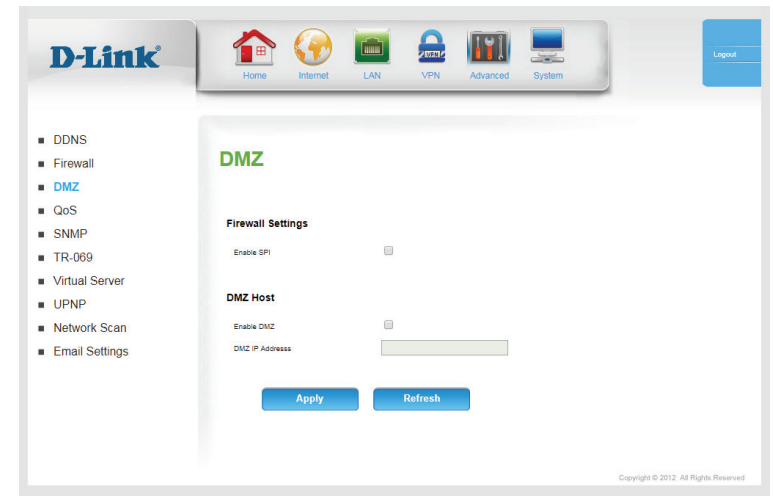 D-Link
Home Internet LAN VPN Advanced System
Logout
DDNS
Firewall
DMZ
QoS
SNMP
TR-069
Virtual Server
UPNP
Network Scan
Email Settings
DMZ
Firewall Settings
Enable SPI
DMZ Host
Enable DMZ
DMZ IP Addresss
Apply Refresh
Copyright © 2012 All Rights Reserved